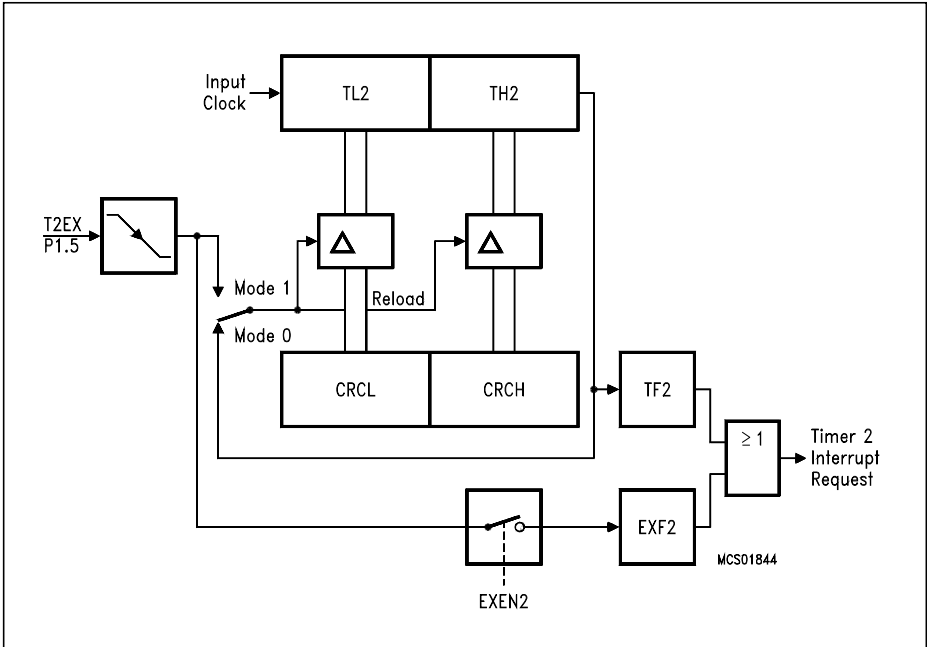 Input
Clock
TL2
TH2
T2EX
P1.5
Mode 1
Reload
Mode 0
CRCL
CRCH
TF2
≥ 1
Timer 2
Interrupt
Request
EXF2
MCS01844
EXEN2